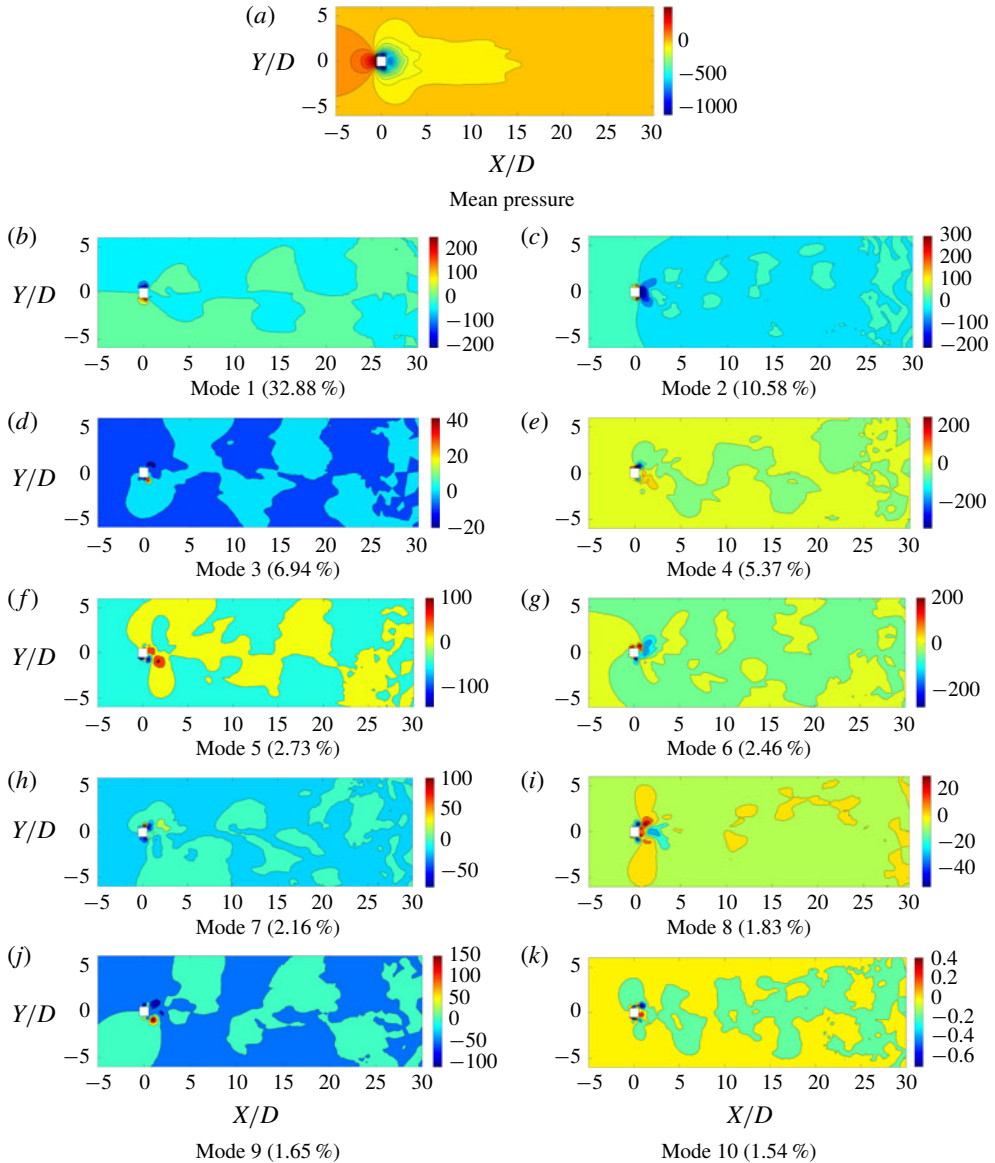 (a)
5
0
−5
Y/D
−5 0 5 10 15 20 25 30
X/D
0
−500
−1000
Mean pressure
(b)
5
0
−5
Y/D
−5 0 5 10 15 20 25 30
200
100
0
−100
−200
Mode 1 (32.88 %)
(c)
5
0
−5
−5 0 5 10 15 20 25 30
300
200
100
0
−100
−200
Mode 2 (10.58 %)
(d)
5
0
−5
Y/D
−5 0 5 10 15 20 25 30
40
20
0
−20
Mode 3 (6.94 %)
(e)
5
0
−5
−5 0 5 10 15 20 25 30
200
0
−200
Mode 4 (5.37 %)
(f)
5
0
−5
Y/D
−5 0 5 10 15 20 25 30
100
0
−100
Mode 5 (2.73 %)
(g)
5
0
−5
−5 0 5 10 15 20 25 30
200
0
−200
Mode 6 (2.46 %)
(h)
5
0
−5
Y/D
−5 0 5 10 15 20 25 30
100
50
0
−50
Mode 7 (2.16 %)
(i)
5
0
−5
−5 0 5 10 15 20 25 30
20
0
−20
−40
Mode 8 (1.83 %)
(j)
5
0
−5
Y/D
−5 0 5 10 15 20 25 30
X/D
150
100
50
0
−50
−100
Mode 9 (1.65 %)
(k)
5
0
−5
−5 0 5 10 15 20 25 30
X/D
0.4
0.2
0
−0.2
−0.4
−0.6
Mode 10 (1.54 %)